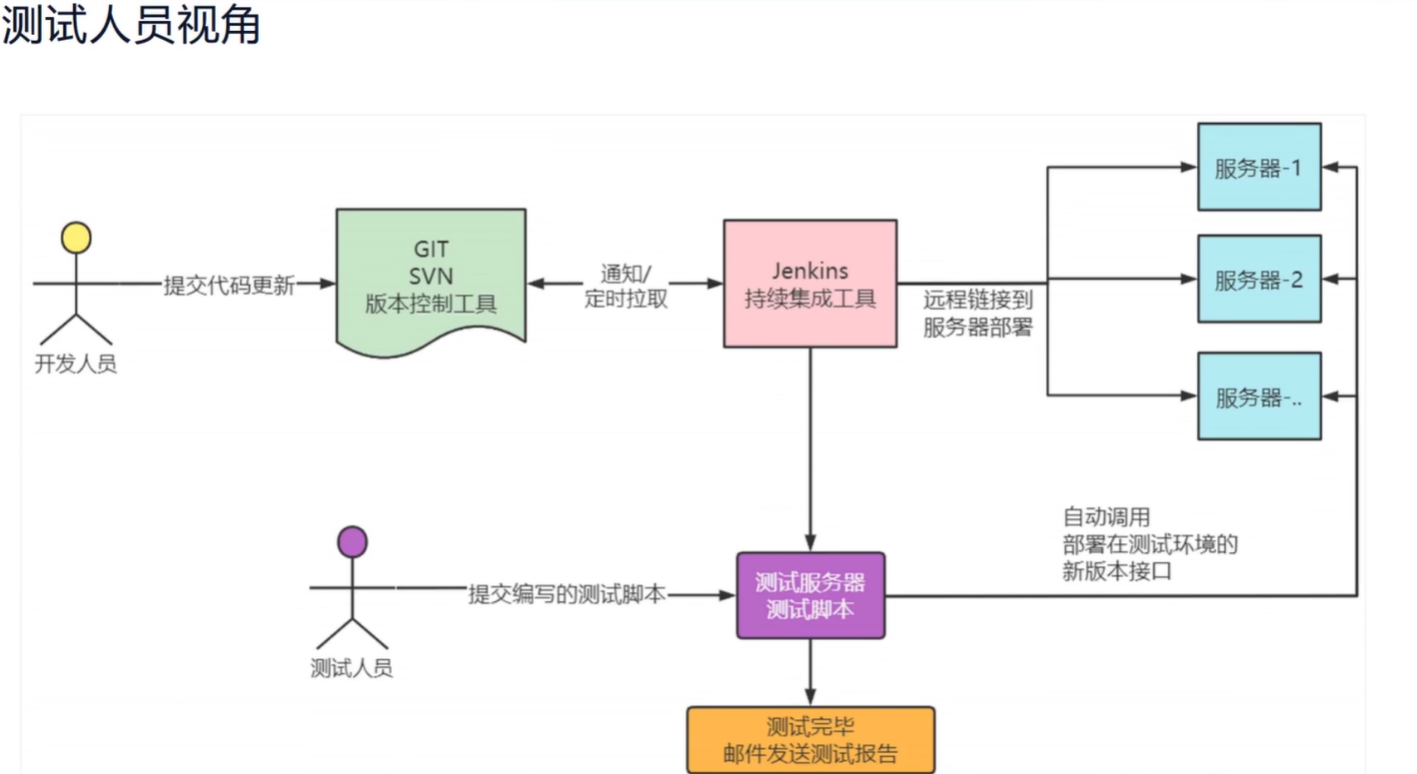 测试人员视角
服务器-1
GIT
SVN
版本控制工具
提交代码更新
通知/
定时拉取
Jenkins
持续集成工具
远程链接到
服务器部署
服务器-2
开发人员
服务器-..
自动调用
部署在测试环境的
新版本接口
提交编写的测试脚本
测试服务器
测试脚本
测试人员
测试完毕
邮件发送测试报告